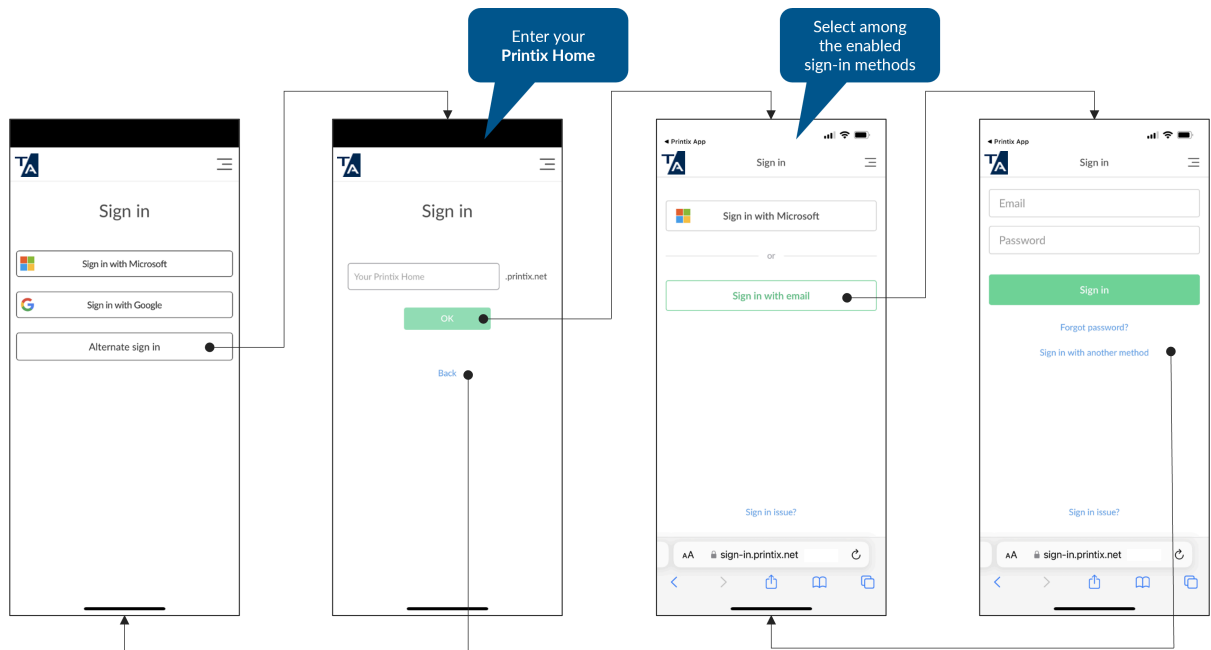 Enter your
Printix Home
Select among
the enabled
sign-in methods
TA
Sign in
Sign in with Microsoft
Sign in with Google
Alternate sign in
TA
Sign in
Your Printix Home
.printix.net
OK
Back
◄ Printix App
TA
Sign in
Sign in with Microsoft
or
Sign in with email
Sign in issue?
AA
sign-in.printix.net
◄ Printix App
TA
Sign in
Email
Password
Sign in
Forgot password?
Sign in with another method
Sign in issue?
AA
sign-in.printix.net